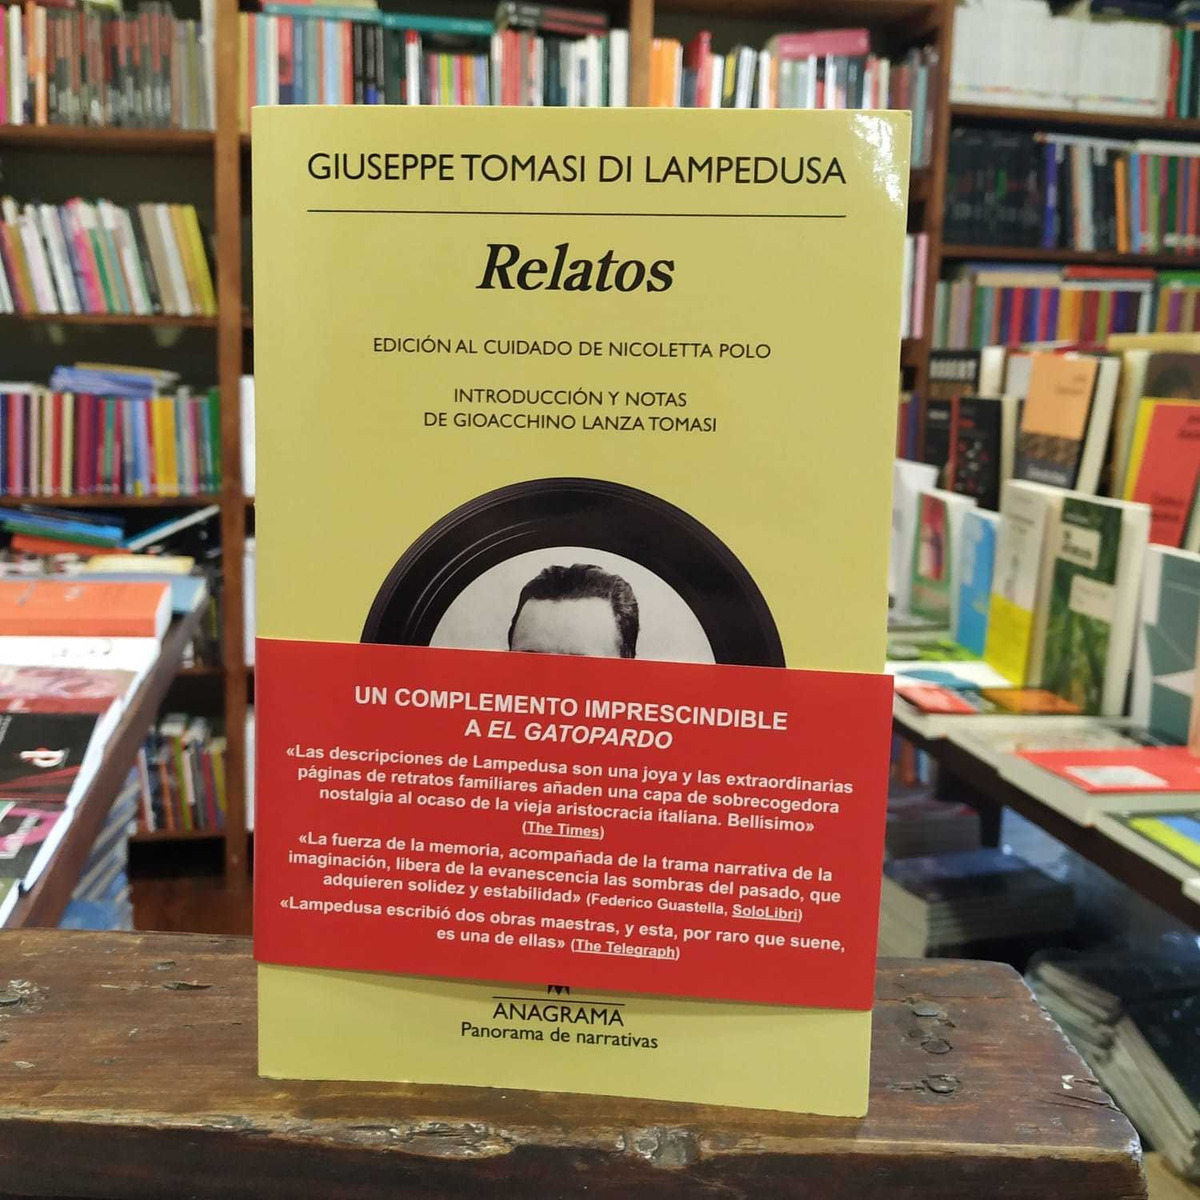 GIUSEPPE TOMASI DI LAMPEDUSA
Relatos
EDICIÓN AL CUIDADO DE NICOLETTA POLO
INTRODUCCIÓN Y NOTAS
DE GIOACCHINO LANZA TOMASI
UN COMPLEMENTO IMPRESCINDIBLE
A EL GATOPARDO
«Las descripciones de Lampedusa son una joya y las extraordinarias
páginas de retratos familiares añaden una capa de sobrecogedora
nostalgia al ocaso de la vieja aristocracia italiana. Bellísimo»
(The Times)
«La fuerza de la memoria, acompañada de la trama narrativa de la
imaginación, libera de la evanescencia las sombras del pasado, que
adquieren solidez y estabilidad» (Federico Guastella, SoloLibri)
«Lampedusa escribió dos obras maestras, y esta, por raro que suene,
es una de ellas» (The Telegraph)
ANAGRAMA
Panorama de narrativas